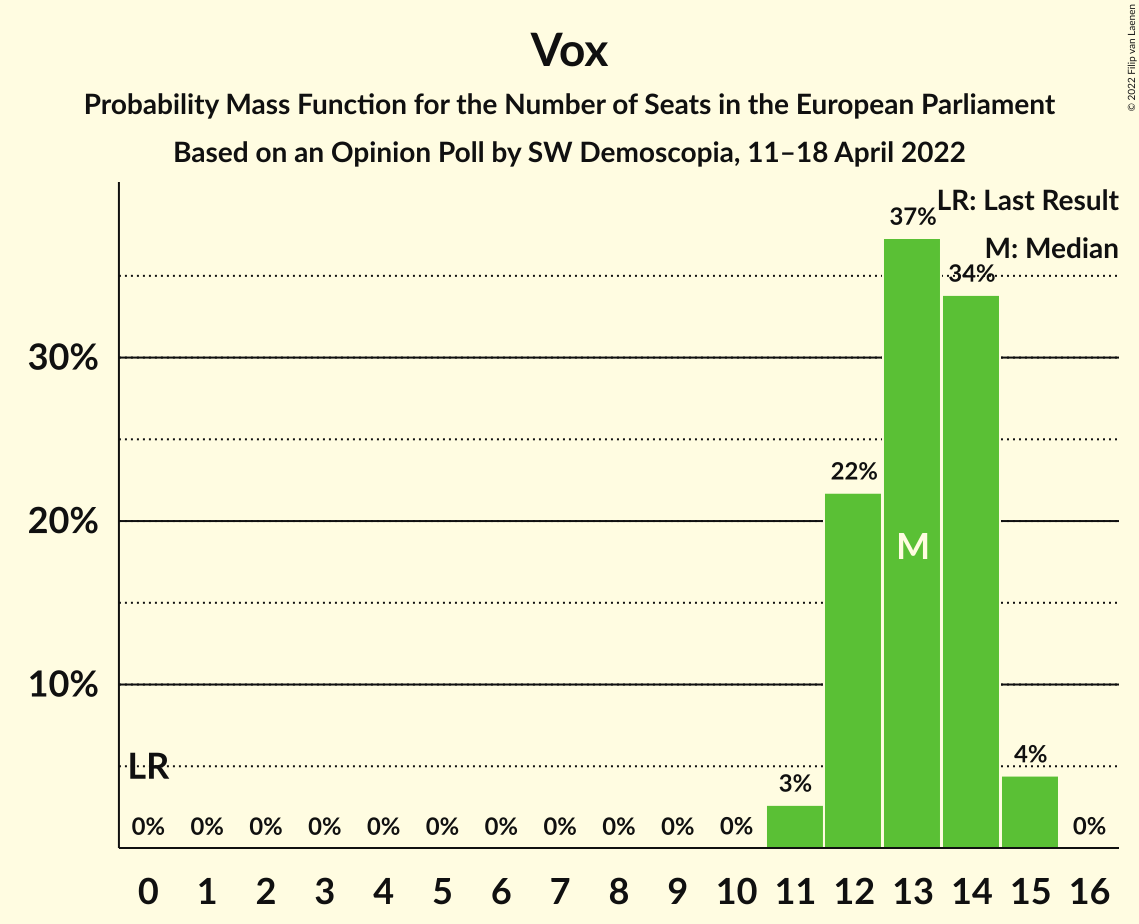 Vox
Probability Mass Function for the Number of Seats in the European Parliament
Based on an Opinion Poll by SW Demoscopia, 11–18 April 2022
© 2022 Filip van Laenen
LR: Last Result
M: Median
37%
34%
30%
22%
20%
M
10%
LR
4%
3%
0% 0% 0% 0% 0% 0% 0% 0% 0% 0% 0% 0%
0 1 2 3 4 5 6 7 8 9 10 11 12 13 14 15 16